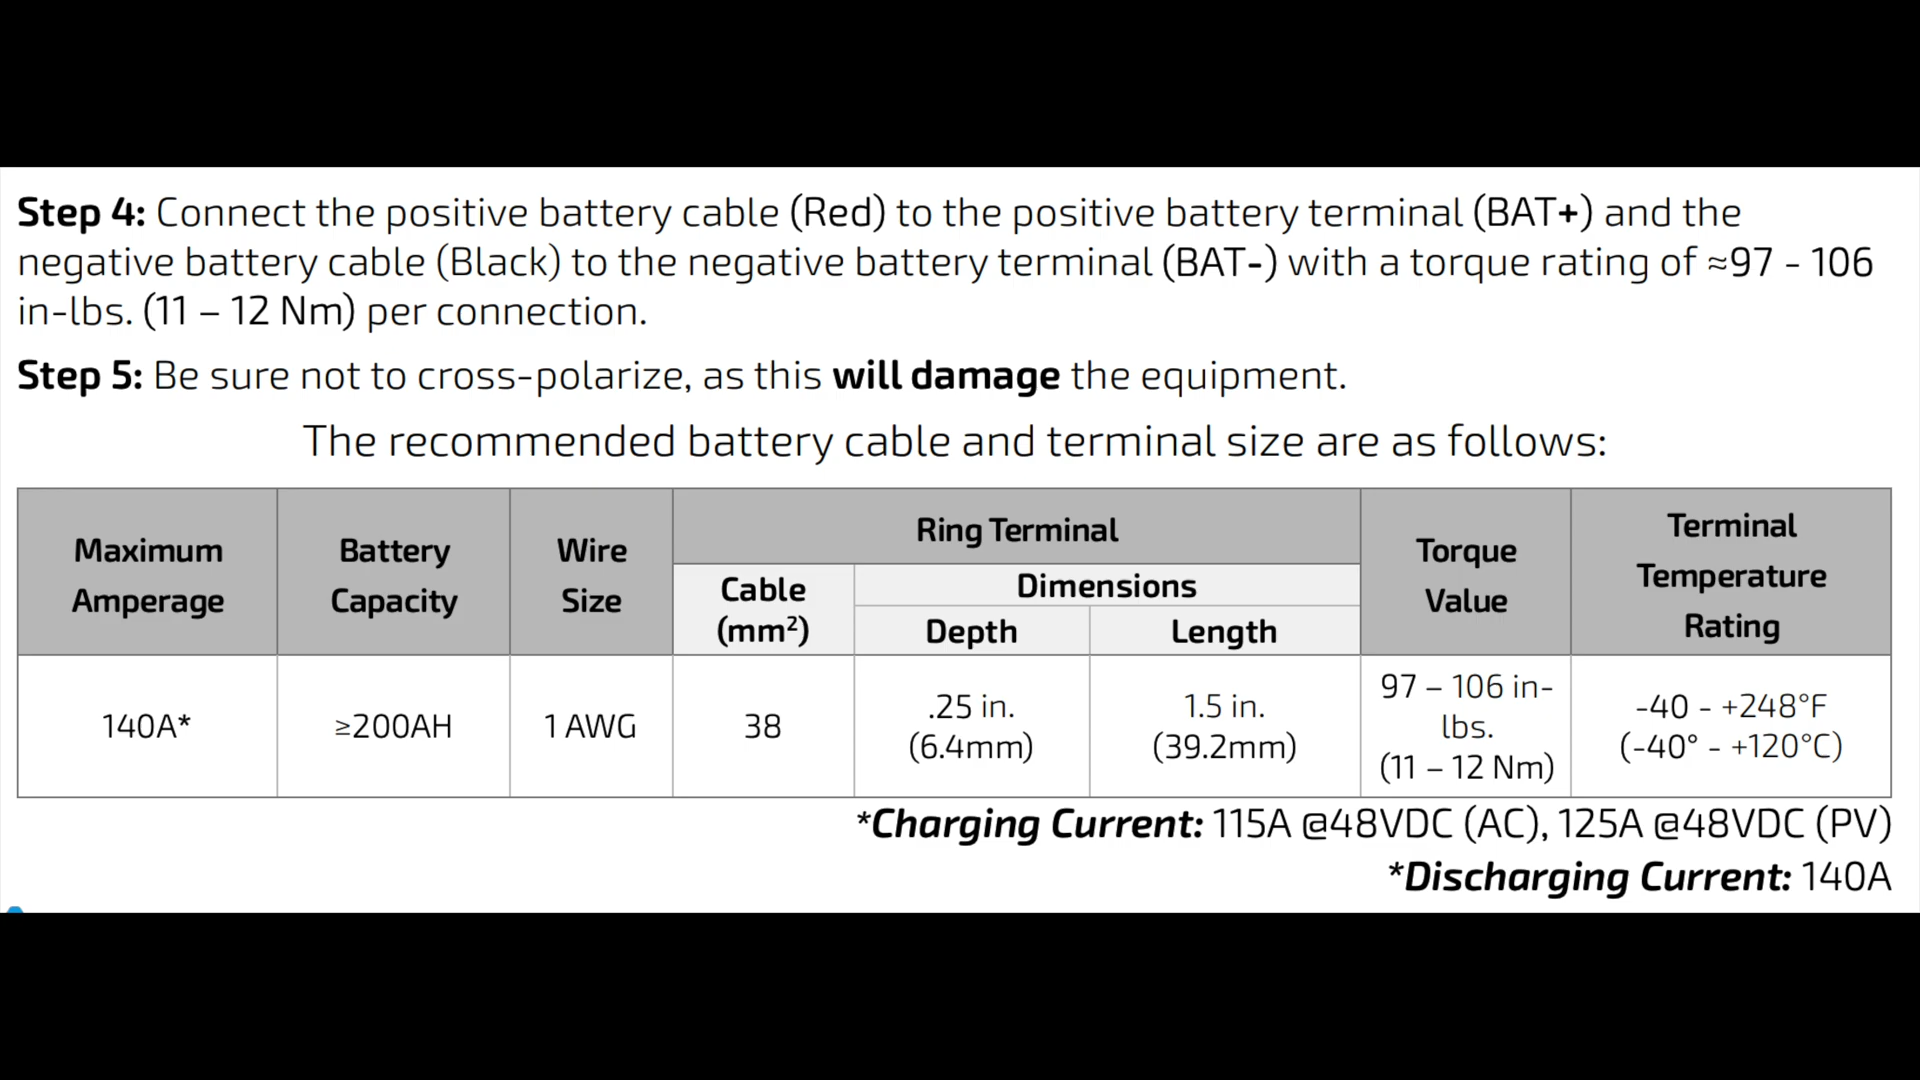 Step 4: Connect the positive battery cable (Red) to the positive battery terminal (BAT+) and the
negative battery cable (Black) to the negative battery terminal (BAT-) with a torque rating of ≈97 - 106
in-lbs. (11 – 12 Nm) per connection.
Step 5: Be sure not to cross-polarize, as this will damage the equipment.
The recommended battery cable and terminal size are as follows:
Maximum
Amperage
Battery
Capacity
Wire
Size
Ring Terminal
Cable
(mm²)
Dimensions
Depth
Length
Torque
Value
Terminal
Temperature
Rating
140A*
≥200AH
1 AWG
38
.25 in.
(6.4mm)
1.5 in.
(39.2mm)
97 – 106 in-
lbs.
(11 – 12 Nm)
-40 - +248°F
(-40° - +120°C)
*Charging Current: 115A @48VDC (AC), 125A @48VDC (PV)
*Discharging Current: 140A